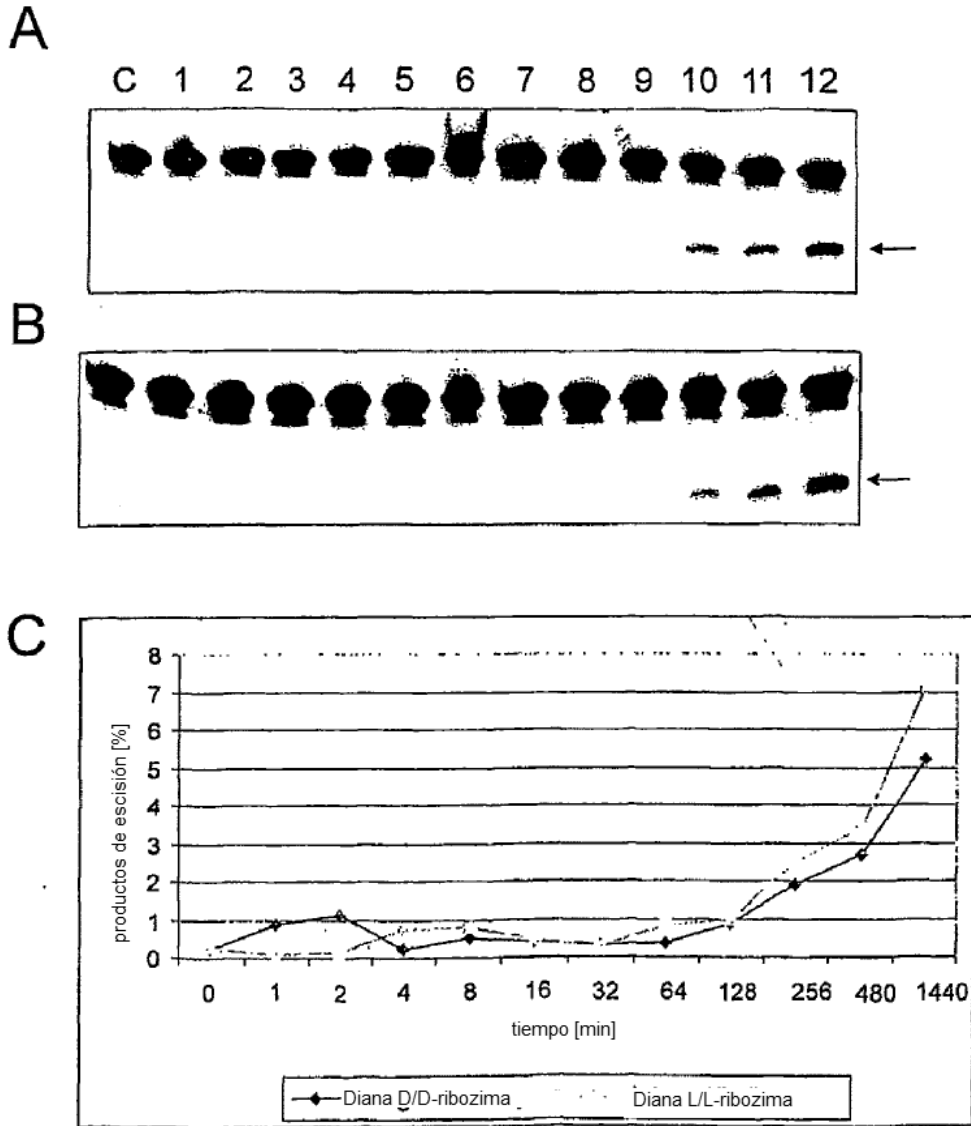 A
C 1 2 3 4 5 6 7 8 9 10 11 12
B
C
8
7
6
5
4
3
2
1
0
productos de escisión [%]
0 1 2 4 8 16 32 64 128 256 480 1440
tiempo [min]
Diana D/D-ribozima Diana L/L-ribozima